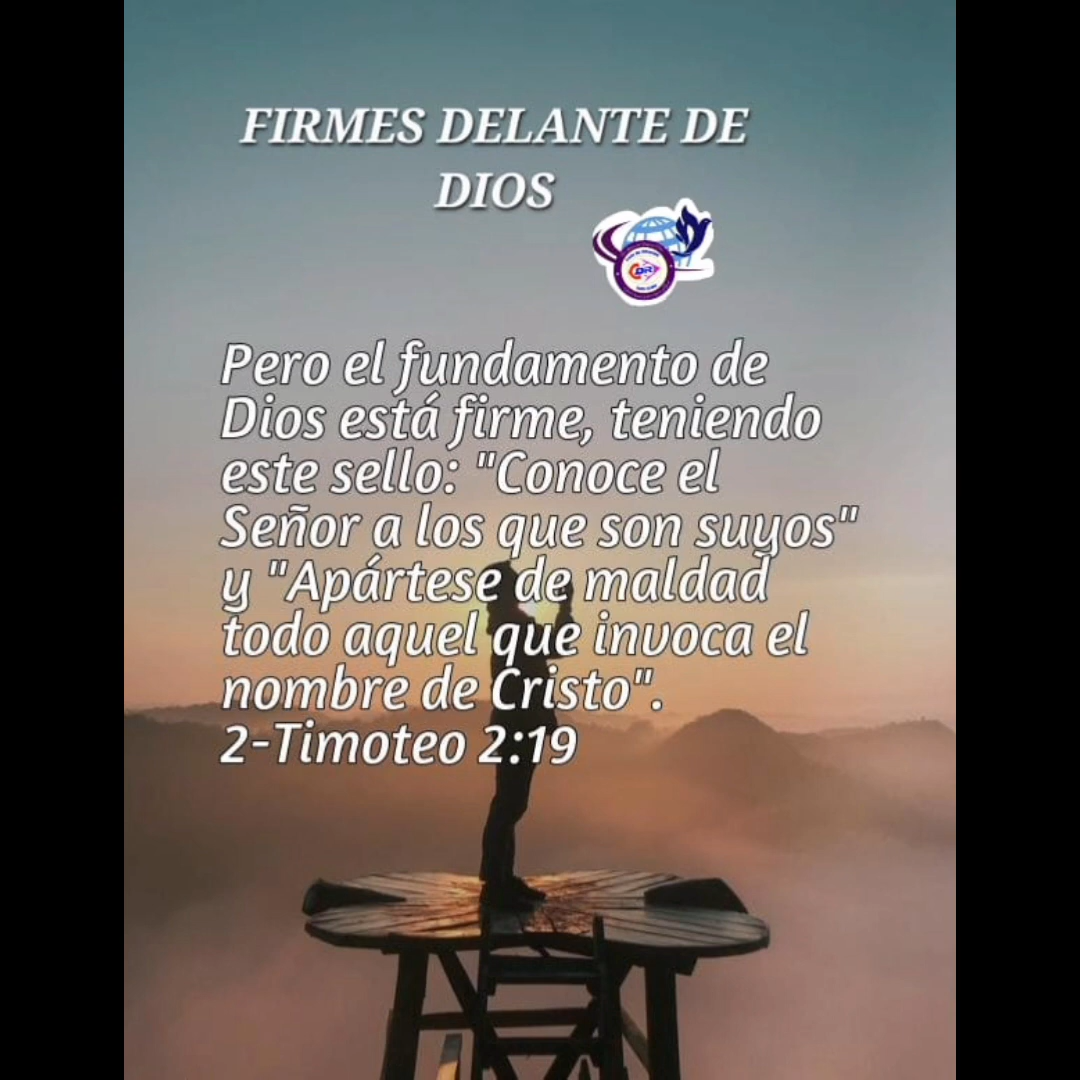 FIRMES DELANTE DE
DIOS
CDR
Pero el fundamento de
Dios está firme, teniendo
este sello: "Conoce el
Señor a los que son suyos"
y "Apártese de maldad
todo aquel que invoca el
nombre de Cristo".
2-Timoteo 2:19